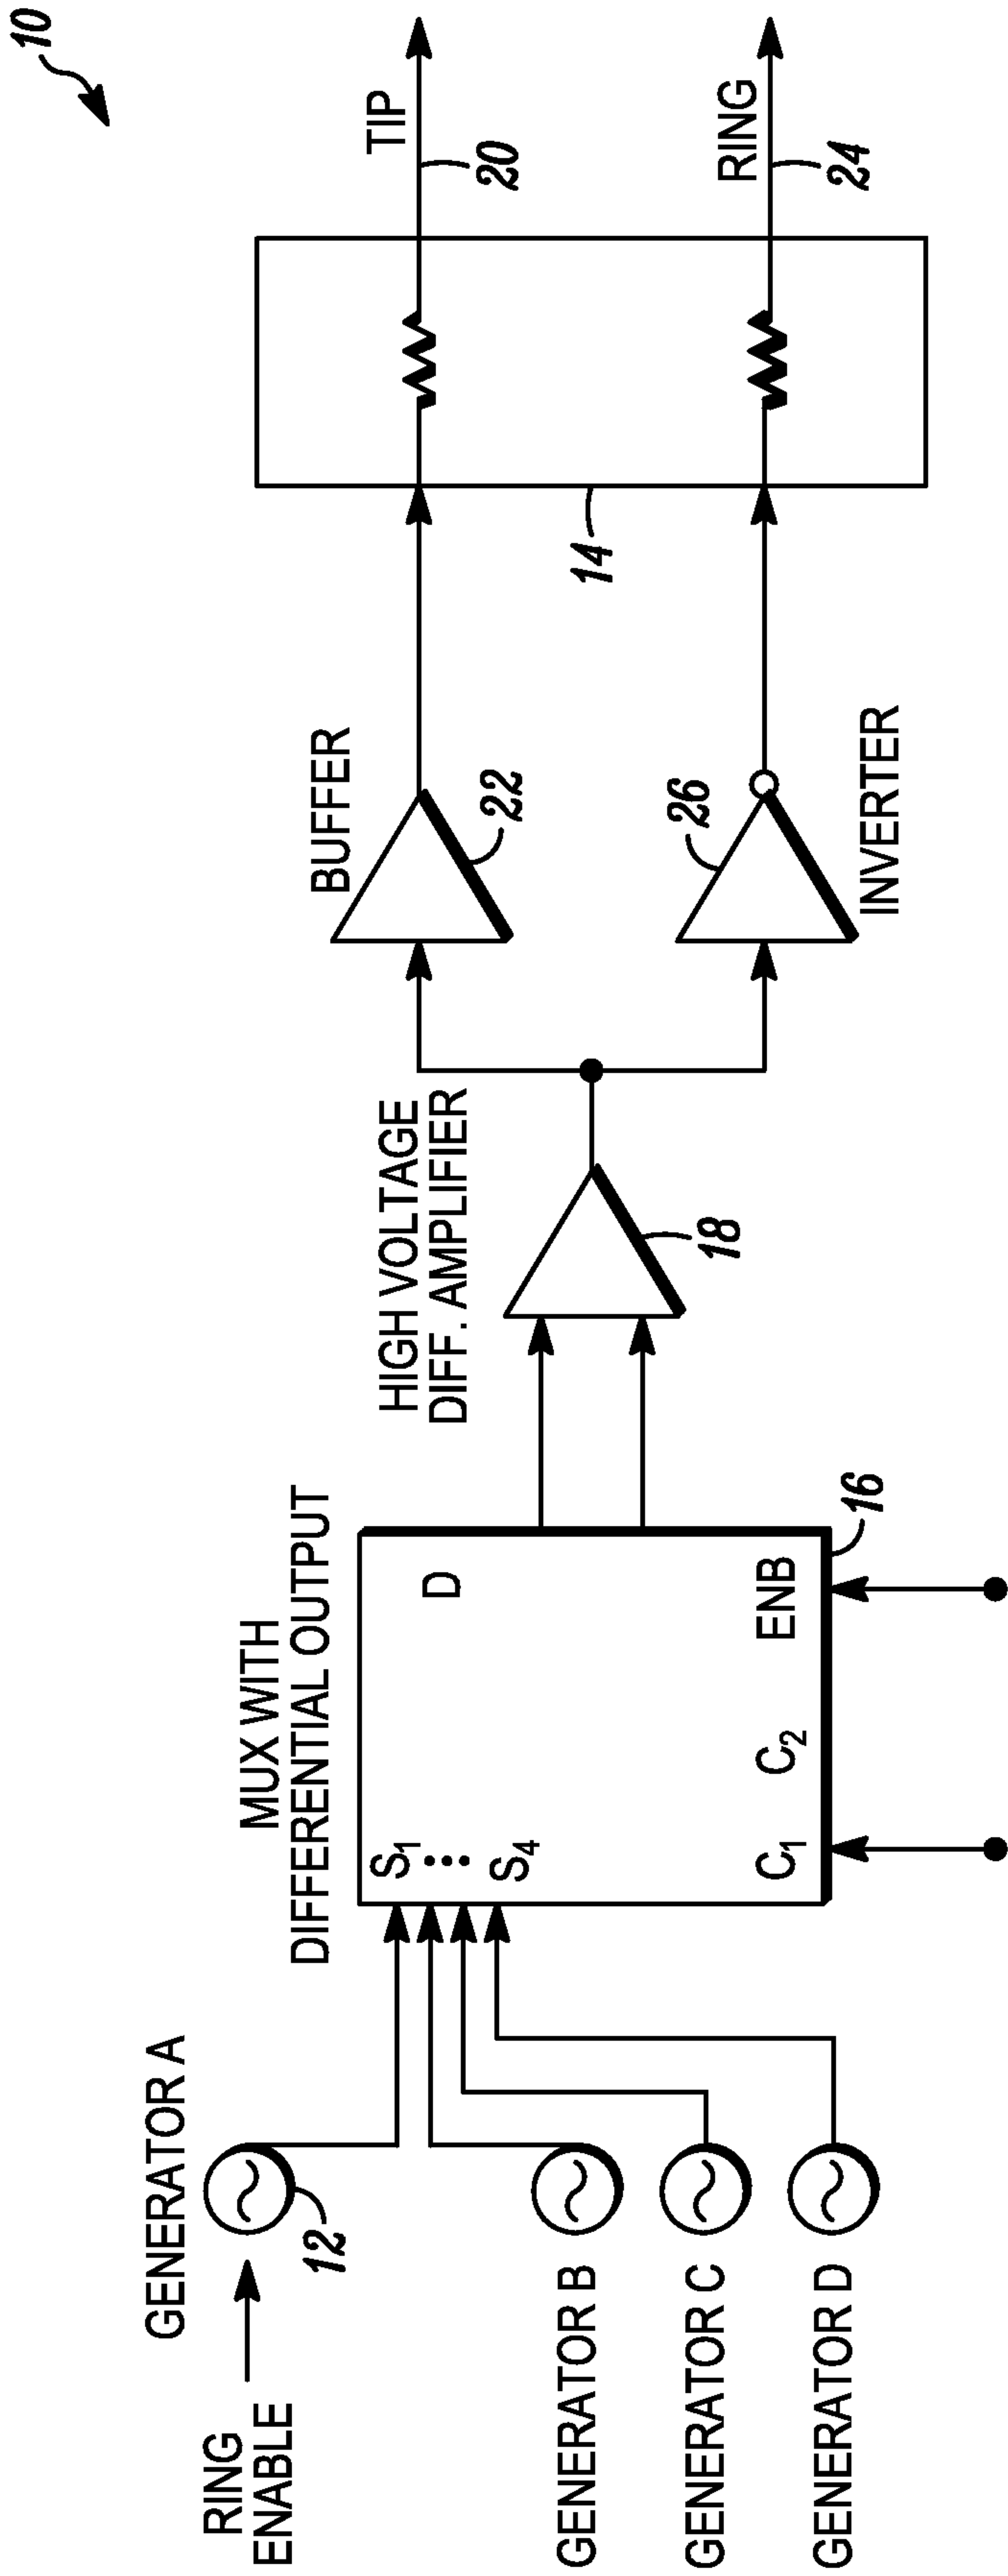 10
GENERATOR A
RING
ENABLE
12
GENERATOR B
GENERATOR C
GENERATOR D
MUX WITH
DIFFERENTIAL OUTPUT
S1
S4
D
C1
C2
ENB
16
HIGH VOLTAGE
DIFF. AMPLIFIER
18
BUFFER
22
26
INVERTER
14
TIP
20
RING
24